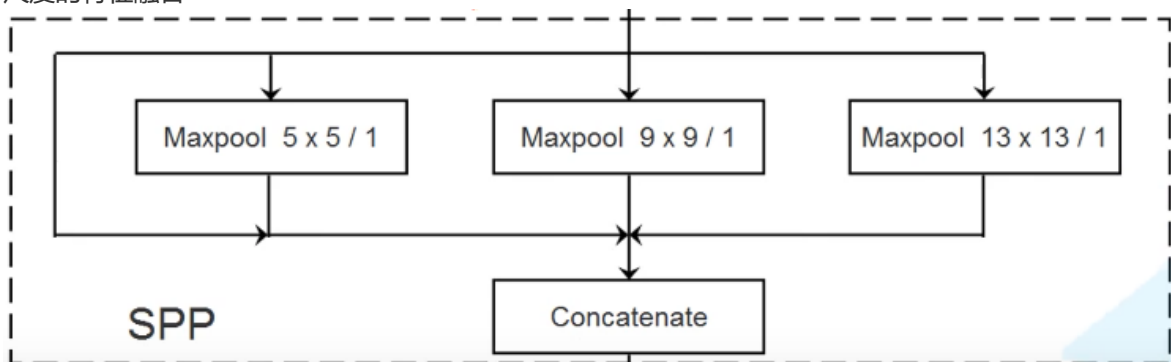 Maxpool 5 x 5 / 1
Maxpool 9 x 9 / 1
Maxpool 13 x 13 / 1
SPP
Concatenate